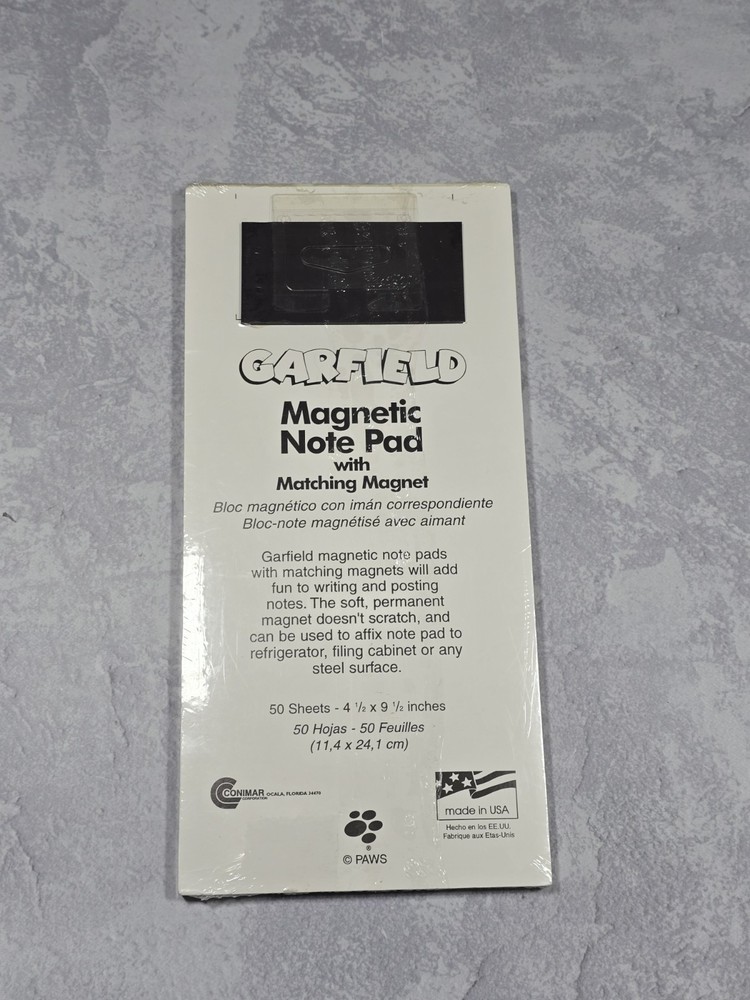 GARFIELD
Magnetic
Note Pad
with
Matching Magnet
Bloc magnético con imán correspondiente
Bloc-note magnétisé avec aimant
Garfield magnetic note pads
with matching magnets will add
fun to writing and posting
notes. The soft, permanent
magnet doesn't scratch, and
can be used to affix note pad to
refrigerator, filing cabinet or any
steel surface.
50 Sheets - 4 1/2 x 9 1/2 inches
50 Hojas - 50 Feuilles
(11,4 x 24,1 cm)
CONIMAR OCALA, FLORIDA
CORPORATION
made in USA
Hecho en los EE.UU.
Fabrique aux Etas-Unis
®
© PAWS